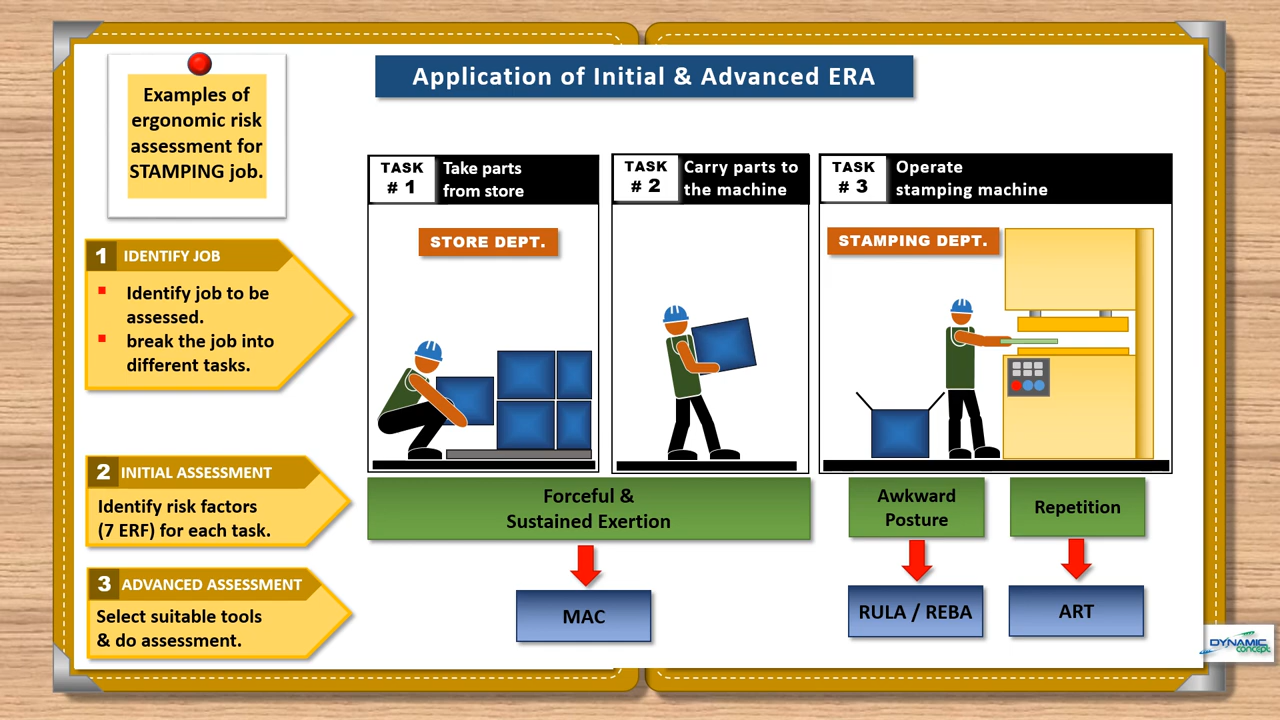 Application of Initial & Advanced ERA
Examples of
ergonomic risk
assessment for
STAMPING job.
1 IDENTIFY JOB
Identify job to be
assessed.
break the job into
different tasks.
TASK
# 1
Take parts
from store
STORE DEPT.
TASK
# 2
Carry parts to
the machine
TASK
# 3
Operate
stamping machine
STAMPING DEPT.
2 INITIAL ASSESSMENT
Identify risk factors
(7 ERF) for each task.
Forceful &
Sustained Exertion
Awkward
Posture
Repetition
3 ADVANCED ASSESSMENT
Select suitable tools
& do assessment.
MAC
RULA / REBA
ART
DYNAMIC
concept